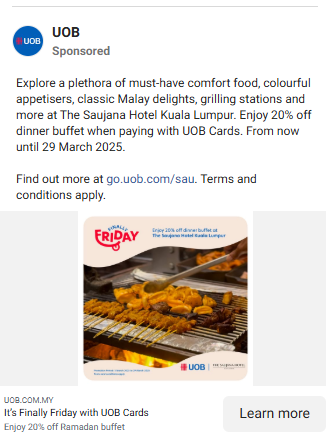 UOB
UOB
Sponsored
Explore a plethora of must-have comfort food, colourful
appetisers, classic Malay delights, grilling stations and
more at The Saujana Hotel Kuala Lumpur. Enjoy 20% off
dinner buffet when paying with UOB Cards. From now
until 29 March 2025.
Find out more at go.uob.com/sau. Terms and
conditions apply.
FINALLY
FRIDAY
Enjoy 20% off dinner buffet at
The Saujana Hotel Kuala Lumpur
UOB
UOB.COM.MY
It's Finally Friday with UOB Cards
Enjoy 20% off Ramadan buffet
Learn more